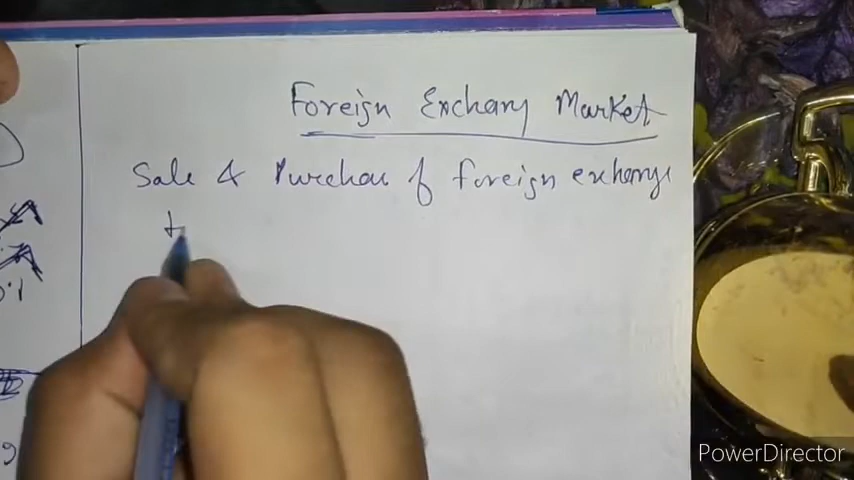 Foreign Exchang Market
Sale & Purchase of foreign exchange
t
PowerDirector